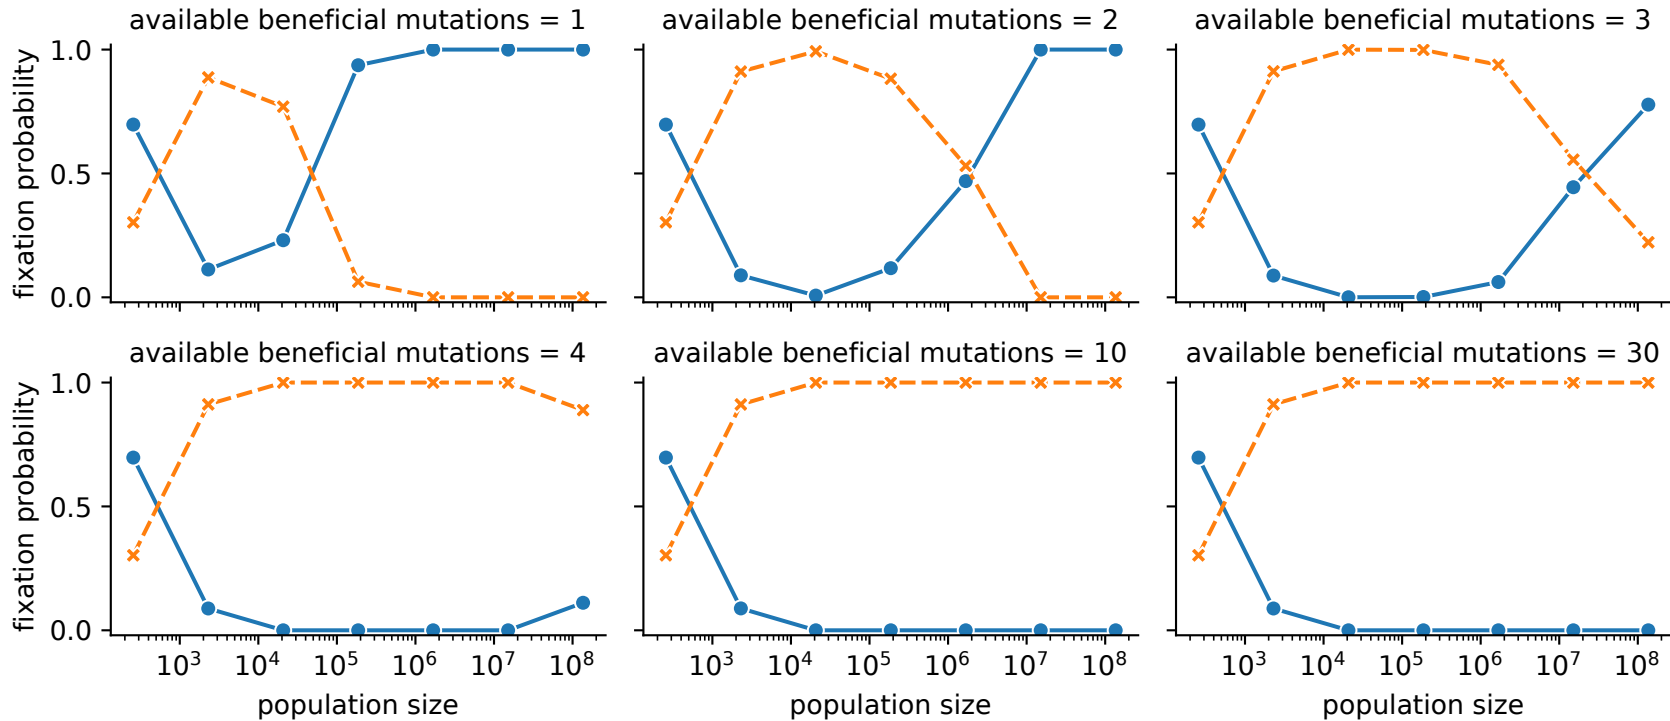 available beneficial mutations = 1
available beneficial mutations = 2
available beneficial mutations = 3
fixation probability
1.0
0.5
0.0
available beneficial mutations = 4
available beneficial mutations = 10
available beneficial mutations = 30
fixation probability
1.0
0.5
0.0
10³ 10⁴ 10⁵ 10⁶ 10⁷ 10⁸
10³ 10⁴ 10⁵ 10⁶ 10⁷ 10⁸
10³ 10⁴ 10⁵ 10⁶ 10⁷ 10⁸
population size
population size
population size